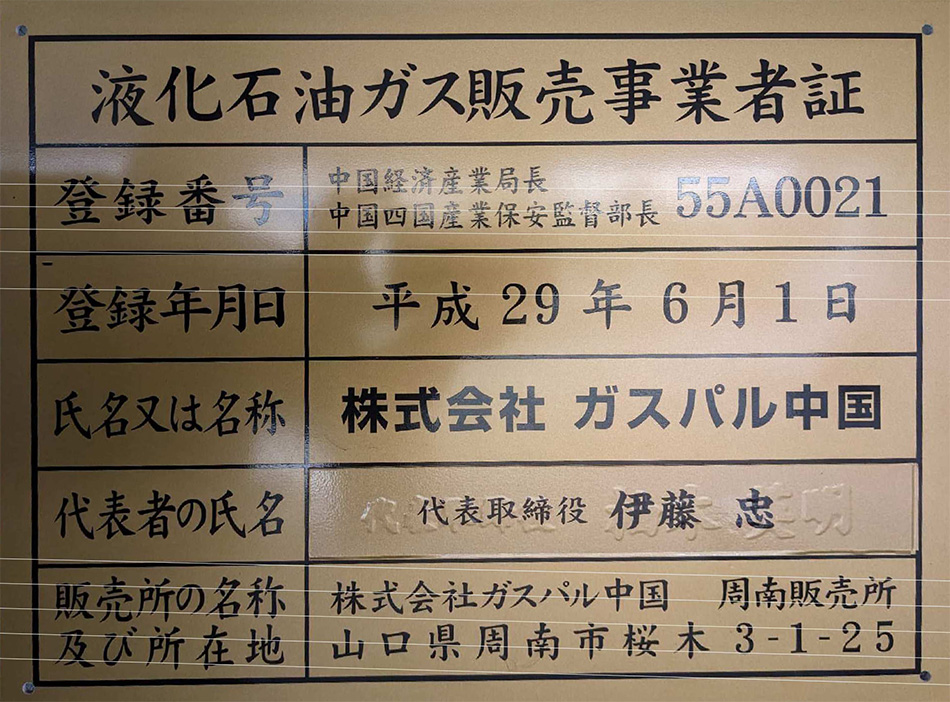 液化石油ガス販売事業者証
登録番号
中国経済産業局長
中国四国産業保安監督部長 55A0021
登録年月日
平成 29 年 6 月 1 日
氏名又は名称
株式会社 ガスパル中国
代表者の氏名
代表取締役 伊藤 忠
販売所の名称
及び所在地
株式会社ガスパル中国 周南販売所
山口県周南市桜木 3-1-25